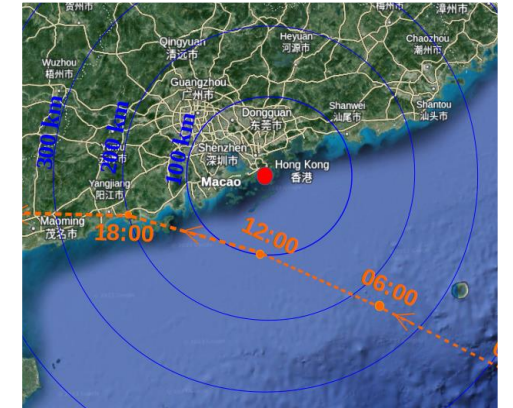 贺州市
梅州市
漳州市
Heyuan
河源市
Chaozhou
潮州市
Qingyuan
清远市
Wuzhou
梧州市
Guangzhou
广州市
Shanwei
汕尾市
Shantou
汕头市
Dongguan
东莞市
300 km
200 km
100 km
Shenzhen
深圳市
Hong Kong
香港
Macao
Yangjiang
阳江市
Maoming
茂名市
18:00
12:00
06:00